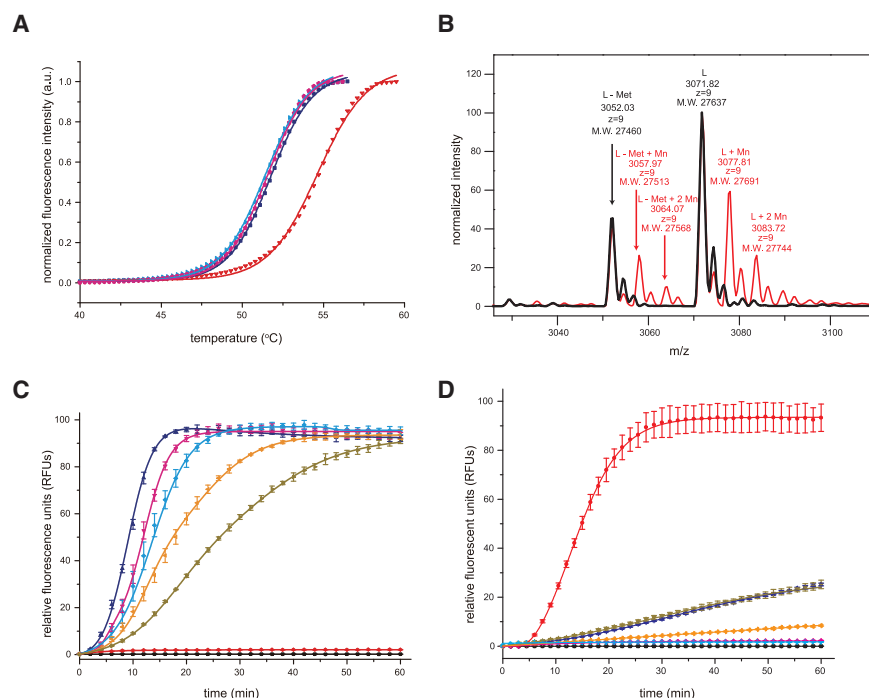 A
normalized fluorescence intensity (a.u.)
1.0
0.8
0.6
0.4
0.2
0.0
40
45
50
55
60
temperature (°C)
B
normalized intensity
120
100
80
60
40
20
0
L - Met
3052.03
z=9
M.W. 27460
L
3071.82
z=9
M.W. 27637
L - Met + Mn
3057.97
z=9
M.W. 27513
L - Met + 2 Mn
3064.07
z=9
M.W. 27568
L + Mn
3077.81
z=9
M.W. 27691
L + 2 Mn
3083.72
z=9
M.W. 27744
3040
3060
3080
3100
m/z
C
relative fluorescence units (RFUs)
100
80
60
40
20
0
0
10
20
30
40
50
60
time (min)
D
relative fluorescent units (RFUs)
100
80
60
40
20
0
0
10
20
30
40
50
60
time (min)